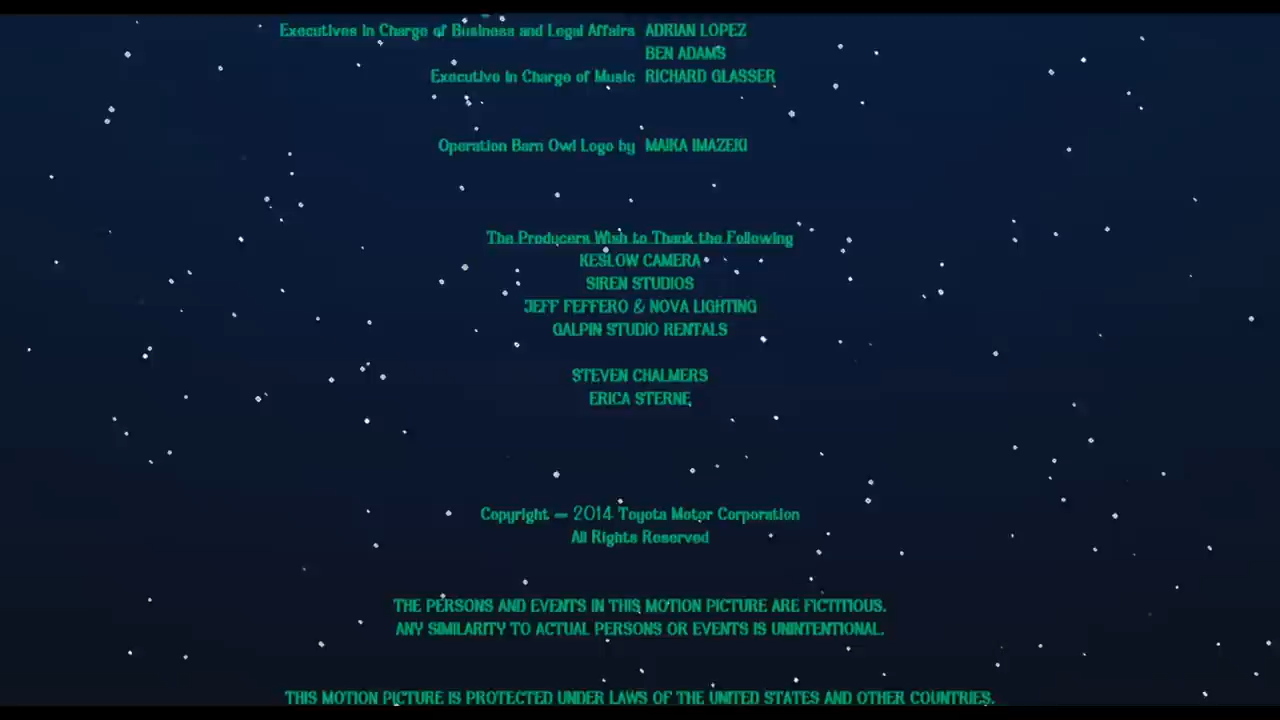 Executives in Charge of Business and Legal Affairs ADRIAN LOPEZ
BEN ADAMS
Executive in Charge of Music RICHARD GLASSER
Operation Barn Owl Logo by MAIKA IMAZEKI
The Producers Wish to Thank the Following
KESLOW CAMERA
SIREN STUDIOS
JEFF FEFFERO & NOVA LIGHTING
GALPIN STUDIO RENTALS
STEVEN CHALMERS
ERICA STERNE
Copyright — 2014 Toyota Motor Corporation
All Rights Reserved
THE PERSONS AND EVENTS IN THIS MOTION PICTURE ARE FICTITIOUS.
ANY SIMILARITY TO ACTUAL PERSONS OR EVENTS IS UNINTENTIONAL.
THIS MOTION PICTURE IS PROTECTED UNDER LAWS OF THE UNITED STATES AND OTHER COUNTRIES.